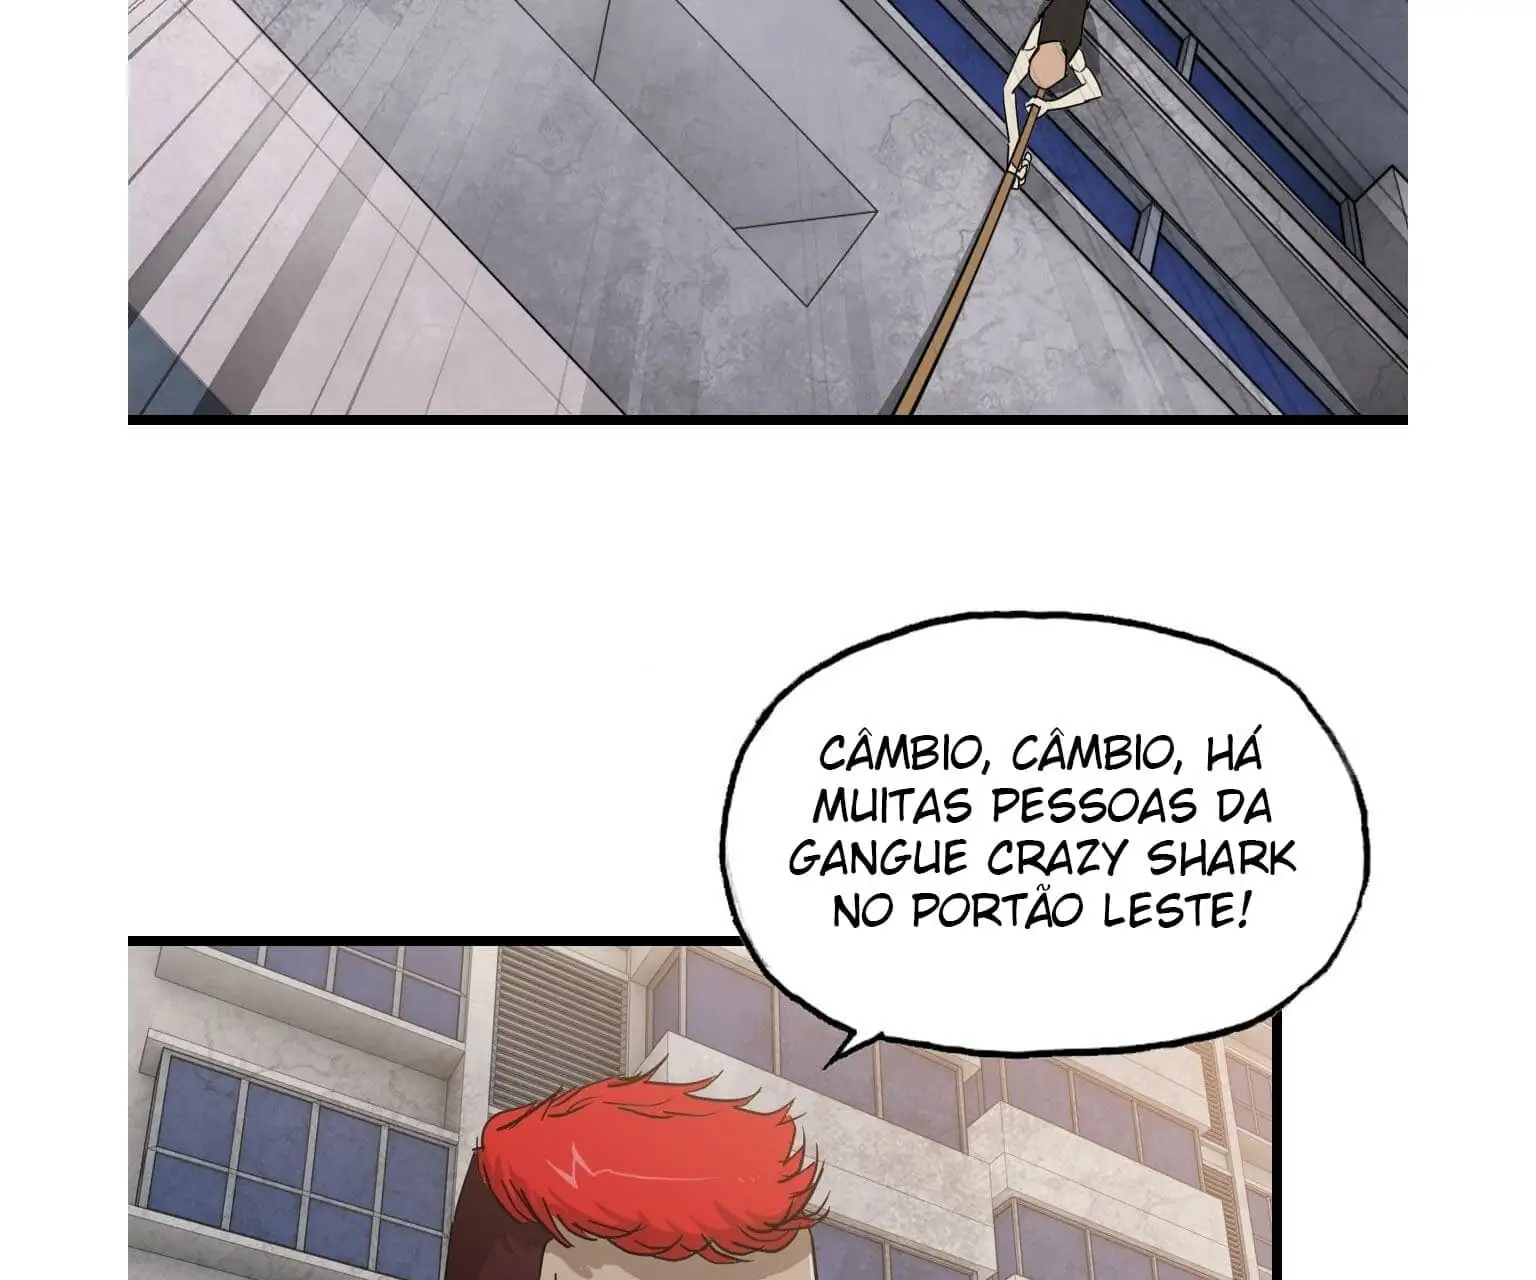 CÂMBIO, CÂMBIO, HÁ
MUITAS PESSOAS DA
GANGUE CRAZY SHARK
NO PORTÃO LESTE!